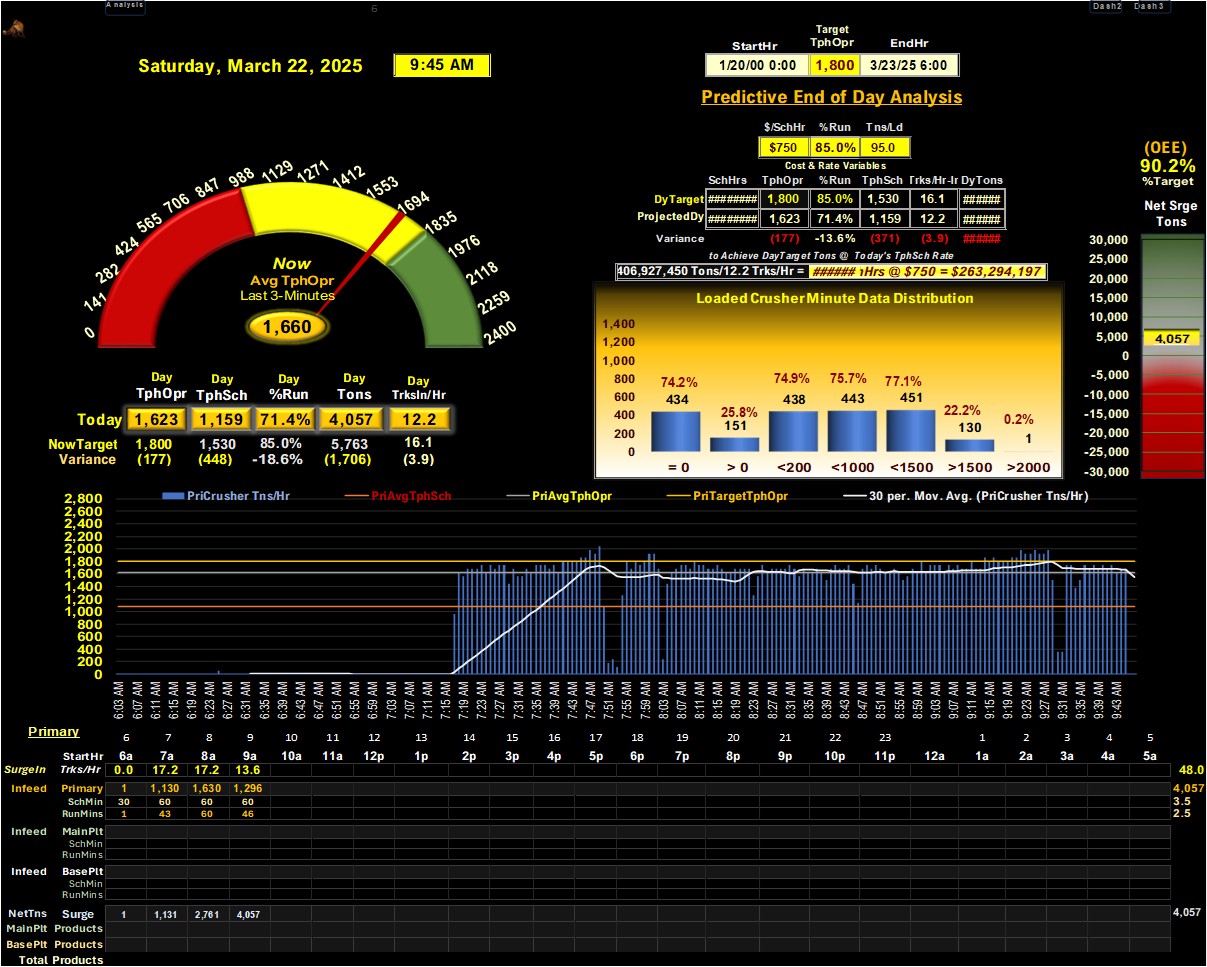 Analysis
6
Dash2 Dash3
Saturday, March 22, 2025
9:45 AM
StartHr Target TphOpr EndHr
1/20/00 0:00 1,800 3/23/25 6:00
Predictive End of Day Analysis
$/SchHr %Run Tns/Ld
$750 85.0% 95.0
Cost & Rate Variables
SchHrs TphOpr %Run TphSch Trks/Hr-Ir DyTons
DyTarget ######## 1,800 85.0% 1,530 16.1 ######
ProjectedDy ######## 1,623 71.4% 1,159 12.2 ######
Variance (177) -13.6% (371) (3.9) ######
to Achieve DayTarget Tons @ Today's TphSch Rate
406,927,450 Tons/12.2 Trks/Hr = ###### Hrs @ $750 = $263,294,197
(OEE)
90.2%
%Target
Net Srge
Tons
30,000
25,000
20,000
15,000
10,000
5,000
4,057
0
-5,000
-10,000
-15,000
-20,000
-25,000
-30,000
0 141 282 424 565 706 847 988 1129 1271 1412 1553 1694 1835 1976 2118 2259 2400
Now
Avg TphOpr
Last 3-Minutes
1,660
Day Day Day Day Day
TphOpr TphSch %Run Tons TrksIn/Hr
Today 1,623 1,159 71.4% 4,057 12.2
NowTarget 1,800 1,530 85.0% 5,763 16.1
Variance (177) (448) -18.6% (1,706) (3.9)
Loaded Crusher Minute Data Distribution
1,400
1,200
1,000
800
600
400
200
0
74.2% 25.8% 74.9% 75.7% 77.1% 22.2% 0.2%
434 151 438 443 451 130 1
= 0 > 0 <200 <1000 <1500 >1500 >2000
PriCrusher Tns/Hr PriAvgTphSch PriAvgTphOpr PriTargetTphOpr 30 per. Mov. Avg. (PriCrusher Tns/Hr)
2,800
2,600
2,400
2,200
2,000
1,800
1,600
1,400
1,200
1,000
800
600
400
200
0
6:03 AM 6:07 AM 6:11 AM 6:15 AM 6:19 AM 6:23 AM 6:27 AM 6:31 AM 6:35 AM 6:39 AM 6:43 AM 6:47 AM 6:51 AM 6:55 AM 6:59 AM 7:03 AM 7:07 AM 7:11 AM 7:15 AM 7:19 AM 7:23 AM 7:27 AM 7:31 AM 7:35 AM 7:39 AM 7:43 AM 7:47 AM 7:51 AM 7:55 AM 7:59 AM 8:03 AM 8:07 AM 8:11 AM 8:15 AM 8:19 AM 8:23 AM 8:27 AM 8:31 AM 8:35 AM 8:39 AM 8:43 AM 8:47 AM 8:51 AM 8:55 AM 8:59 AM 9:03 AM 9:07 AM 9:11 AM 9:15 AM 9:19 AM 9:23 AM 9:27 AM 9:31 AM 9:35 AM 9:39 AM 9:43 AM
Primary
6 7 8 9 10 11 12 13 14 15 16 17 18 19 20 21 22 23 1 2 3 4 5
StartHr 6a 7a 8a 9a 10a 11a 12p 1p 2p 3p 4p 5p 6p 7p 8p 9p 10p 11p 12a 1a 2a 3a 4a 5a
SurgeIn Trks/Hr 0.0 17.2 17.2 13.6 48.0
Infeed Primary 1 1,130 1,630 1,296 4,057
SchMin 30 60 60 60 3.5
RunMins 1 43 60 46 2.5
Infeed MainPlt
SchMin
RunMins
Infeed BasePlt
SchMin
RunMins
NetTns Surge 1 1,131 2,761 4,057 4,057
MainPlt Products
BasePlt Products
Total Products